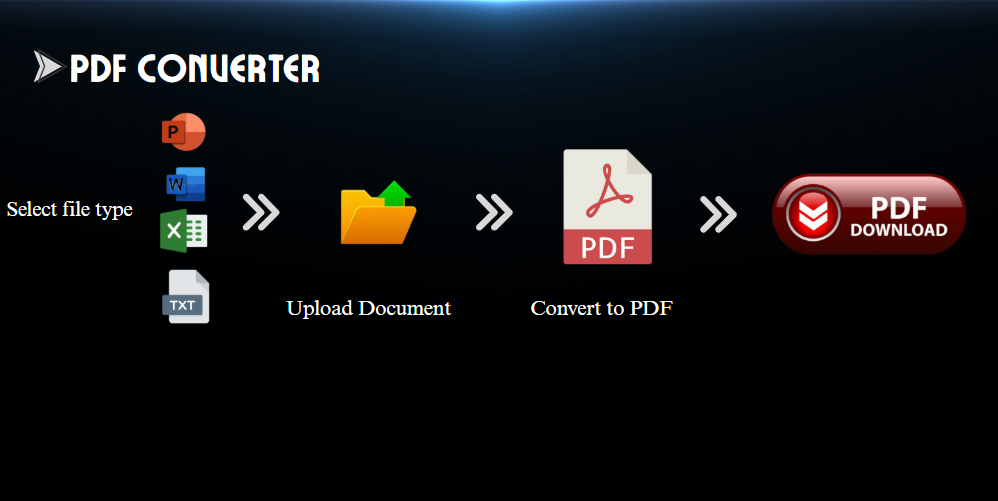 PDF CONVERTER
Select file type
P
W
X
TXT
Upload Document
PDF
Convert to PDF
PDF
DOWNLOAD